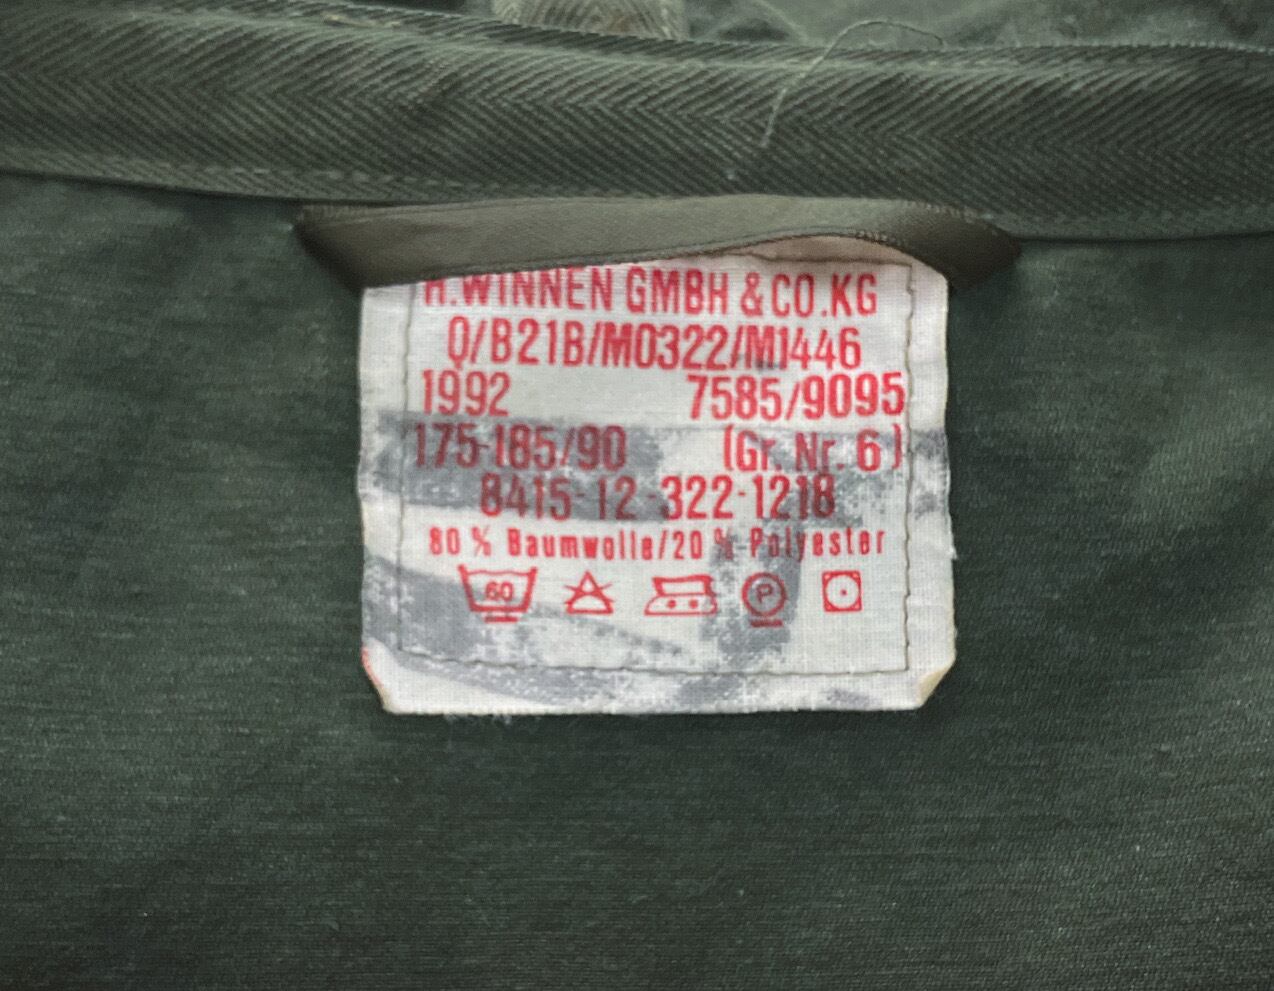 H.WINNEN GMBH & CO.KG
Q/B21B/M0322/M1446
1992 7585/9095
175-185/90 (Gr. Nr. 6)
8415-12-322-1218
80 % Baumwolle/20 % Polyester
60 P